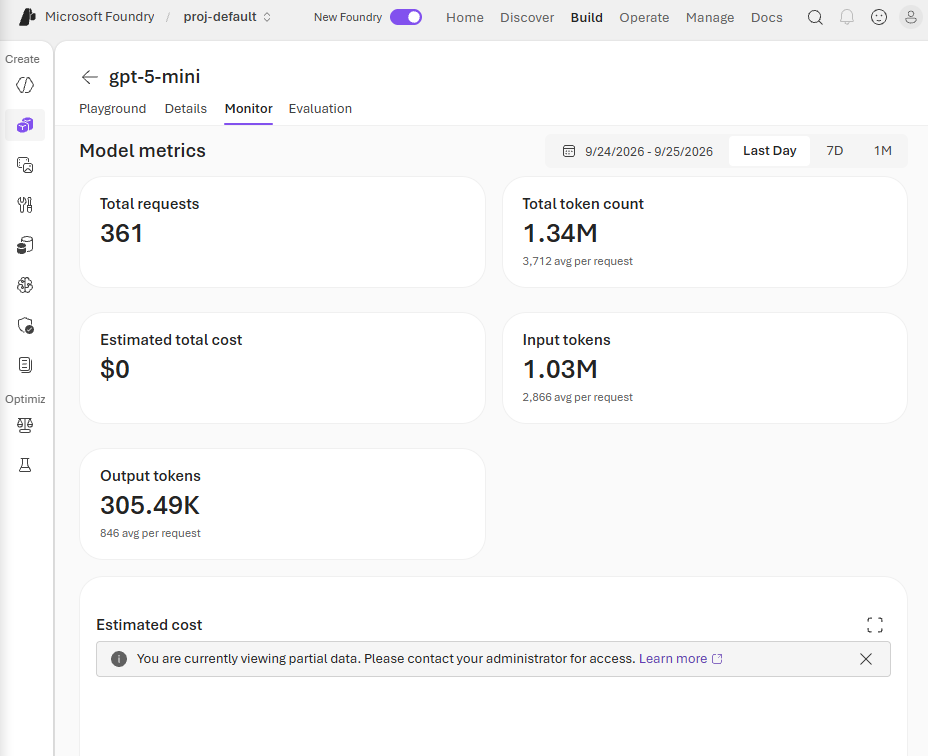 Microsoft Foundry / proj-default New Foundry Home Discover Build Operate Manage Docs
Create
Optimiz
gpt-5-mini
Playground Details Monitor Evaluation
Model metrics
9/24/2026 - 9/25/2026 Last Day 7D 1M
Total requests
361
Total token count
1.34M
3,712 avg per request
Estimated total cost
$0
Input tokens
1.03M
2,866 avg per request
Output tokens
305.49K
846 avg per request
Estimated cost
You are currently viewing partial data. Please contact your administrator for access. Learn more